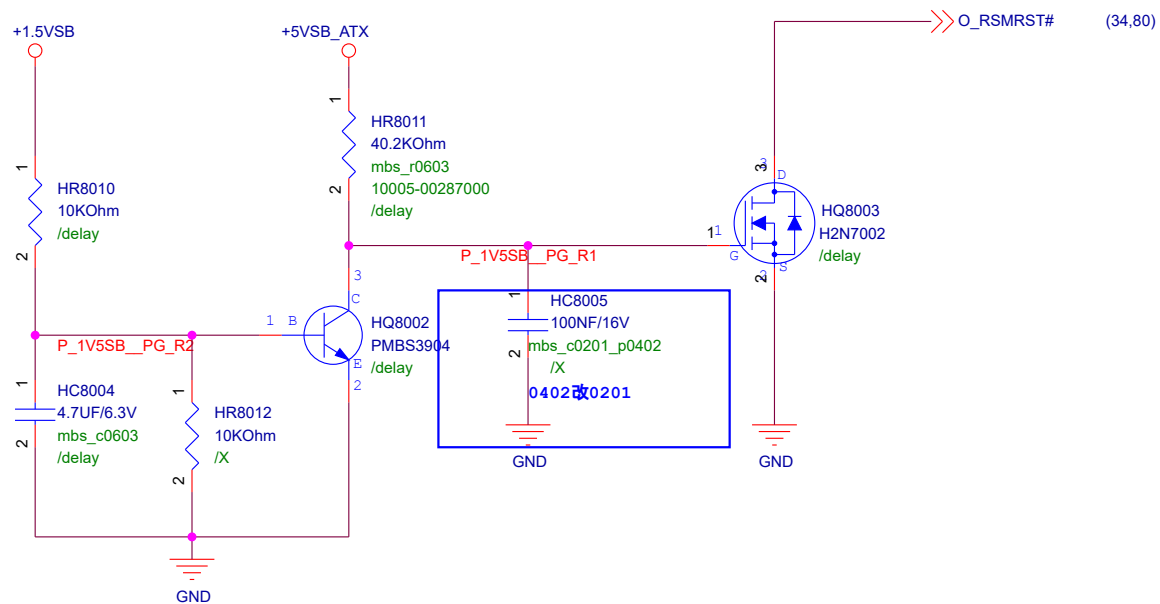 +1.5VSB
+5VSB_ATX
O_RSMRST#
(34,80)
1
HR8010
10KOhm
/delay
2
1
HR8011
40.2KOhm
mbs_r0603
10005-00287000
/delay
2
P_1V5SB__PG_R1
3
3
D
1
1
G
HQ8003
H2N7002
/delay
S
2
2
GND
P_1V5SB__PG_R2
1
B
3
C
HQ8002
PMBS3904
/delay
E
2
1
HC8005
100NF/16V
mbs_c0201_p0402
/X
2
0402改0201
GND
1
HC8004
4.7UF/6.3V
mbs_c0603
/delay
2
1
HR8012
10KOhm
/X
2
GND